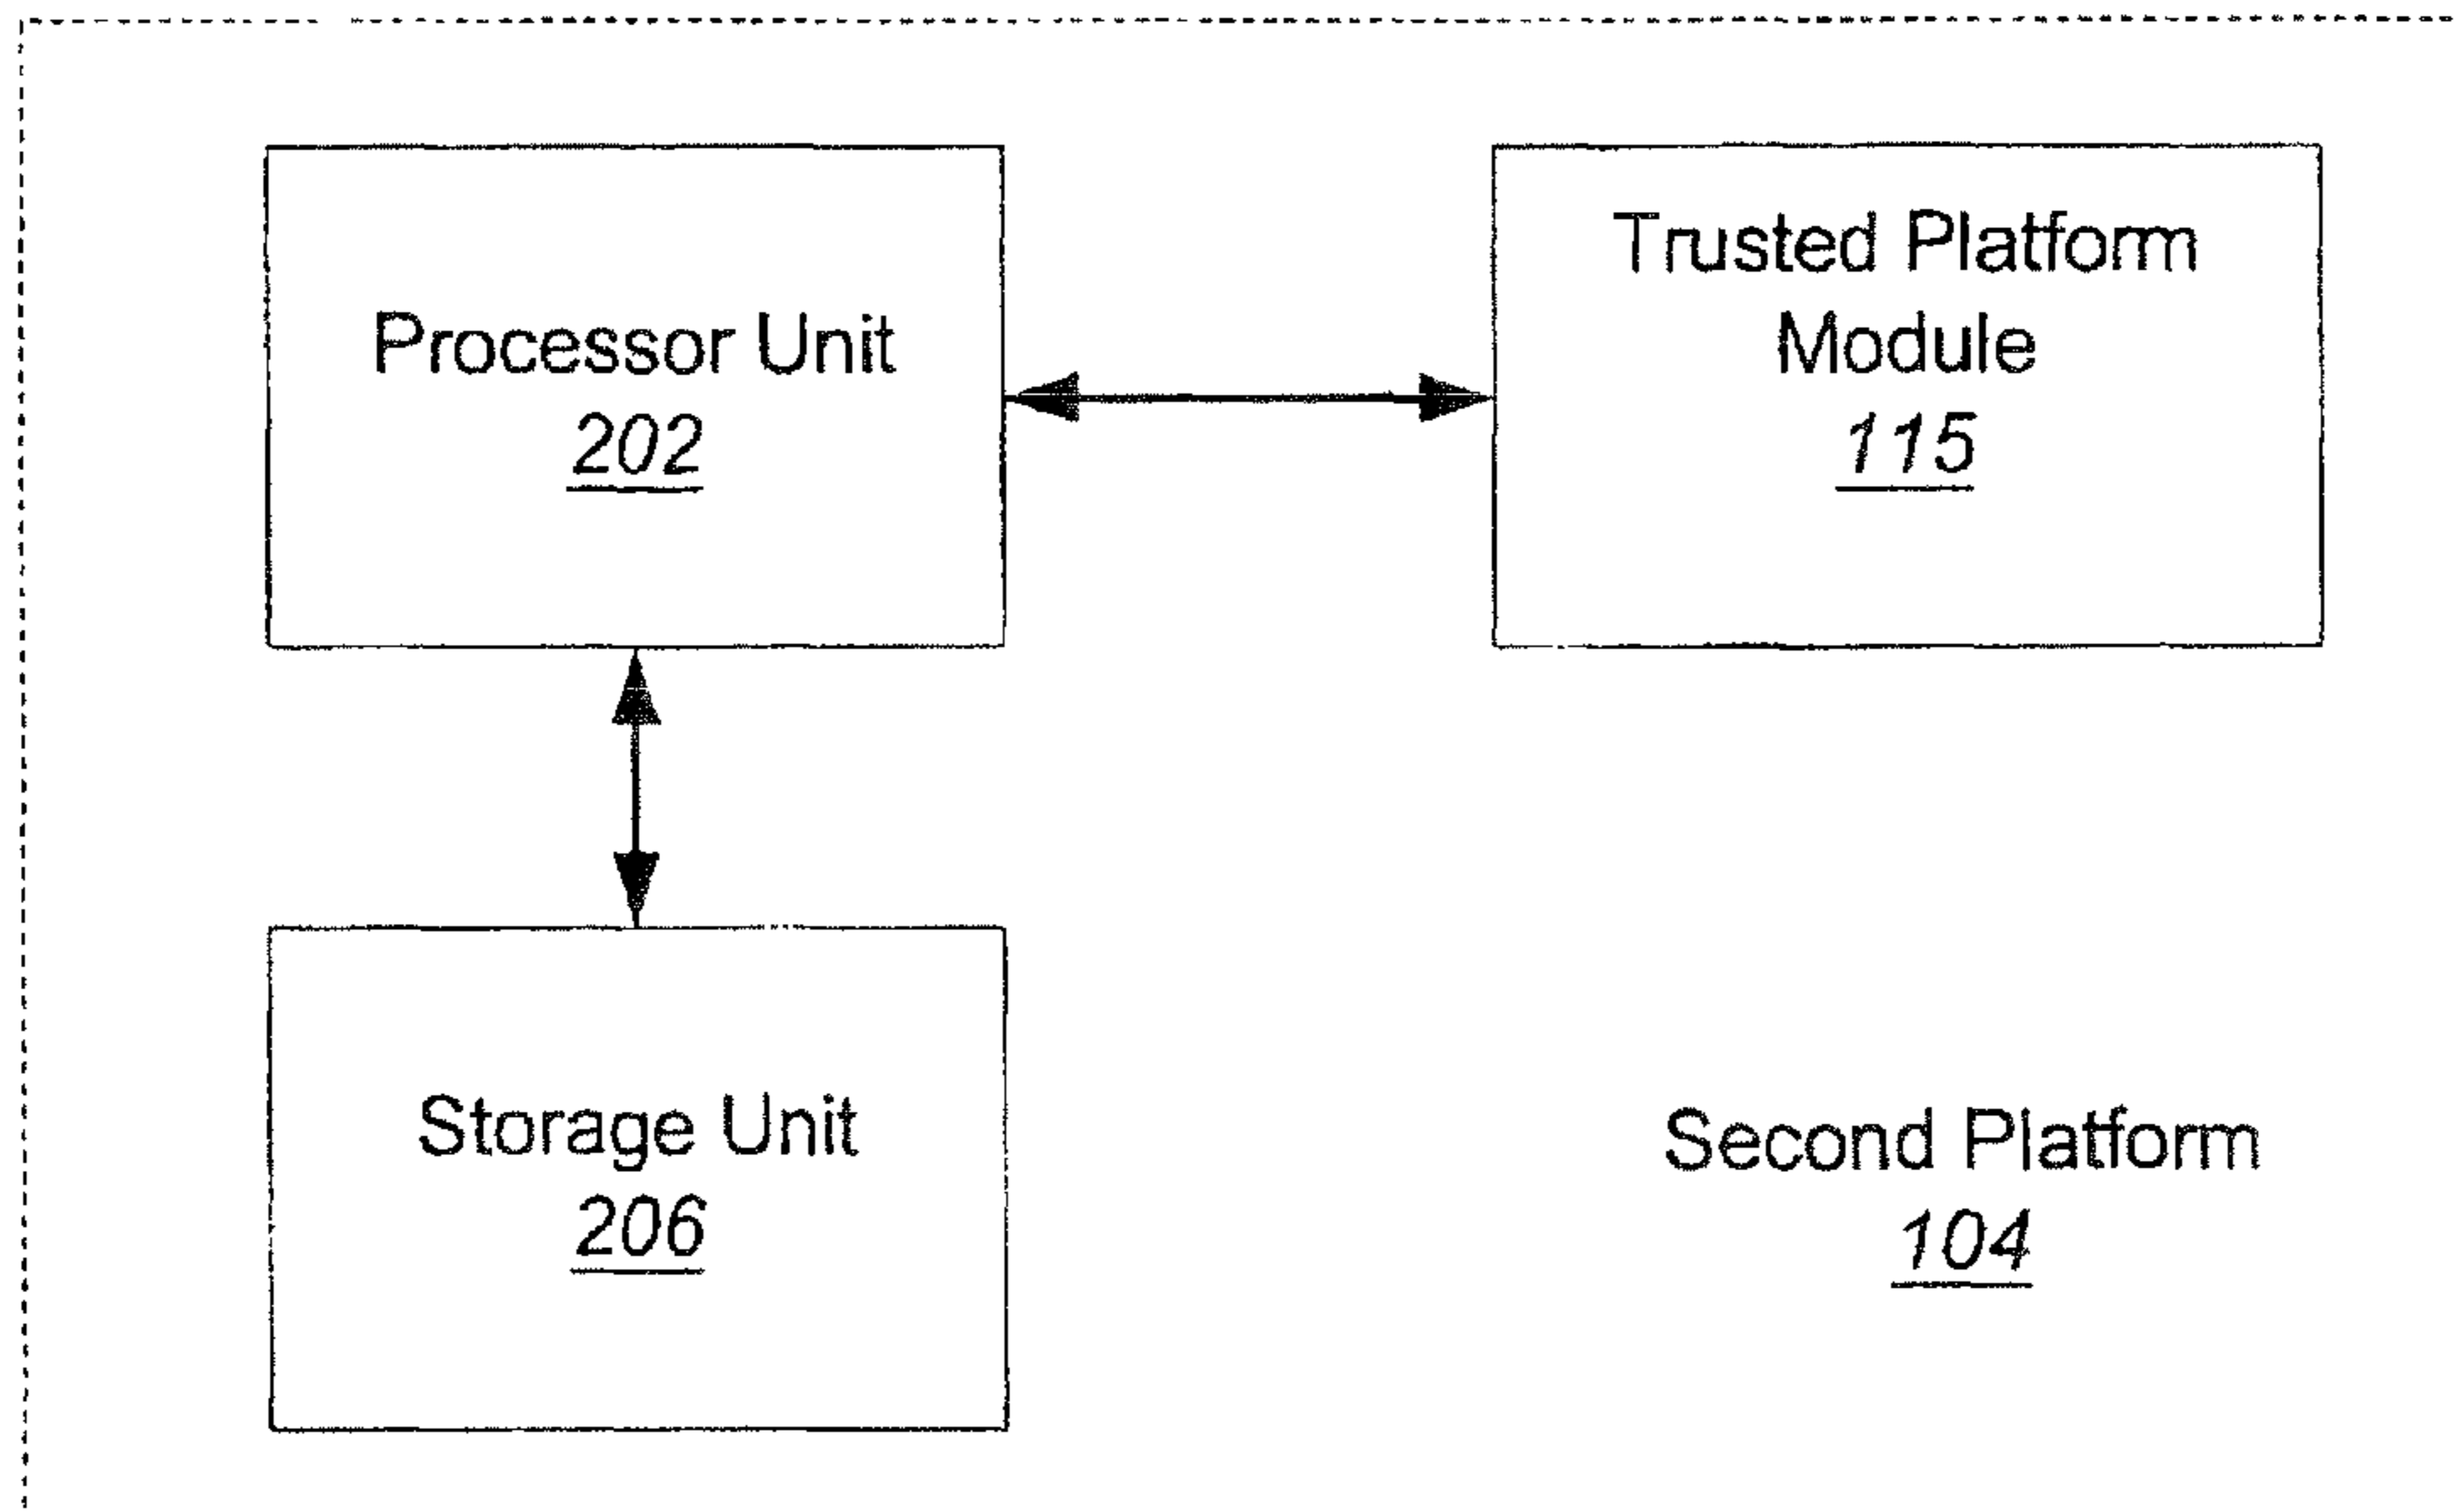 Processor Unit
202
Trusted Platform
Module
115
Storage Unit
206
Second Platform
104